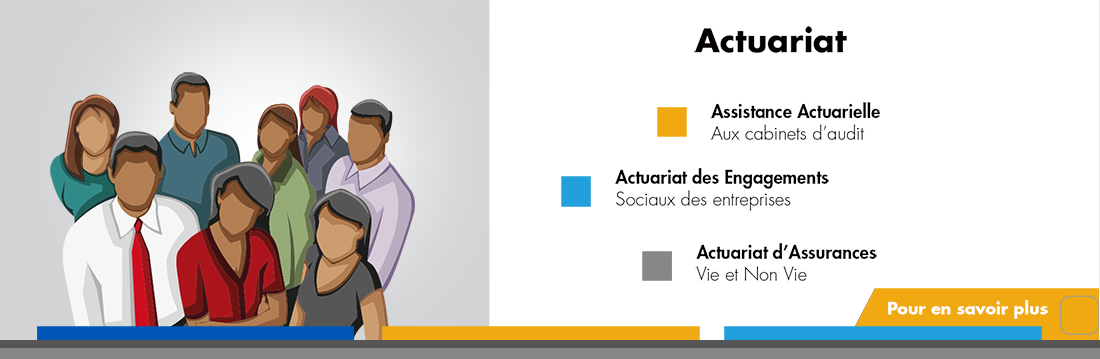 Actuariat
Assistance Actuarielle
Aux cabinets d'audit
Actuariat des Engagements
Sociaux des entreprises
Actuariat d'Assurances
Vie et Non Vie
Pour en savoir plus